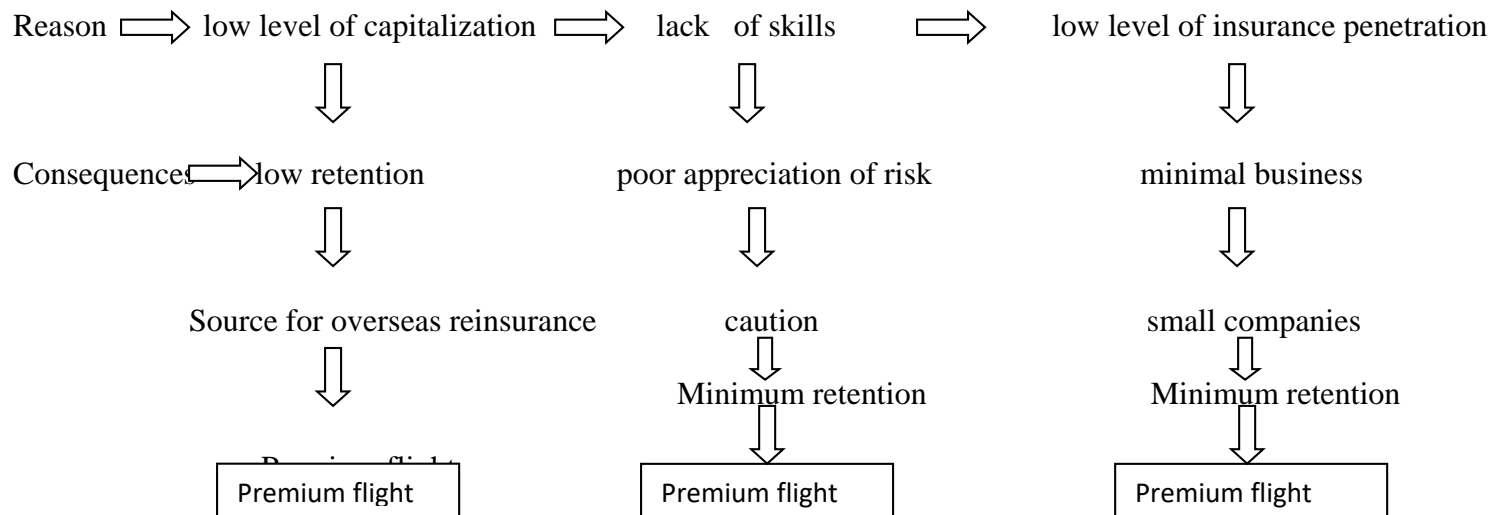 Reason low level of capitalization lack of skills low level of insurance penetration
Consequences low retention poor appreciation of risk minimal business
Source for overseas reinsurance caution small companies
Minimum retention Minimum retention
Premium flight Premium flight Premium flight